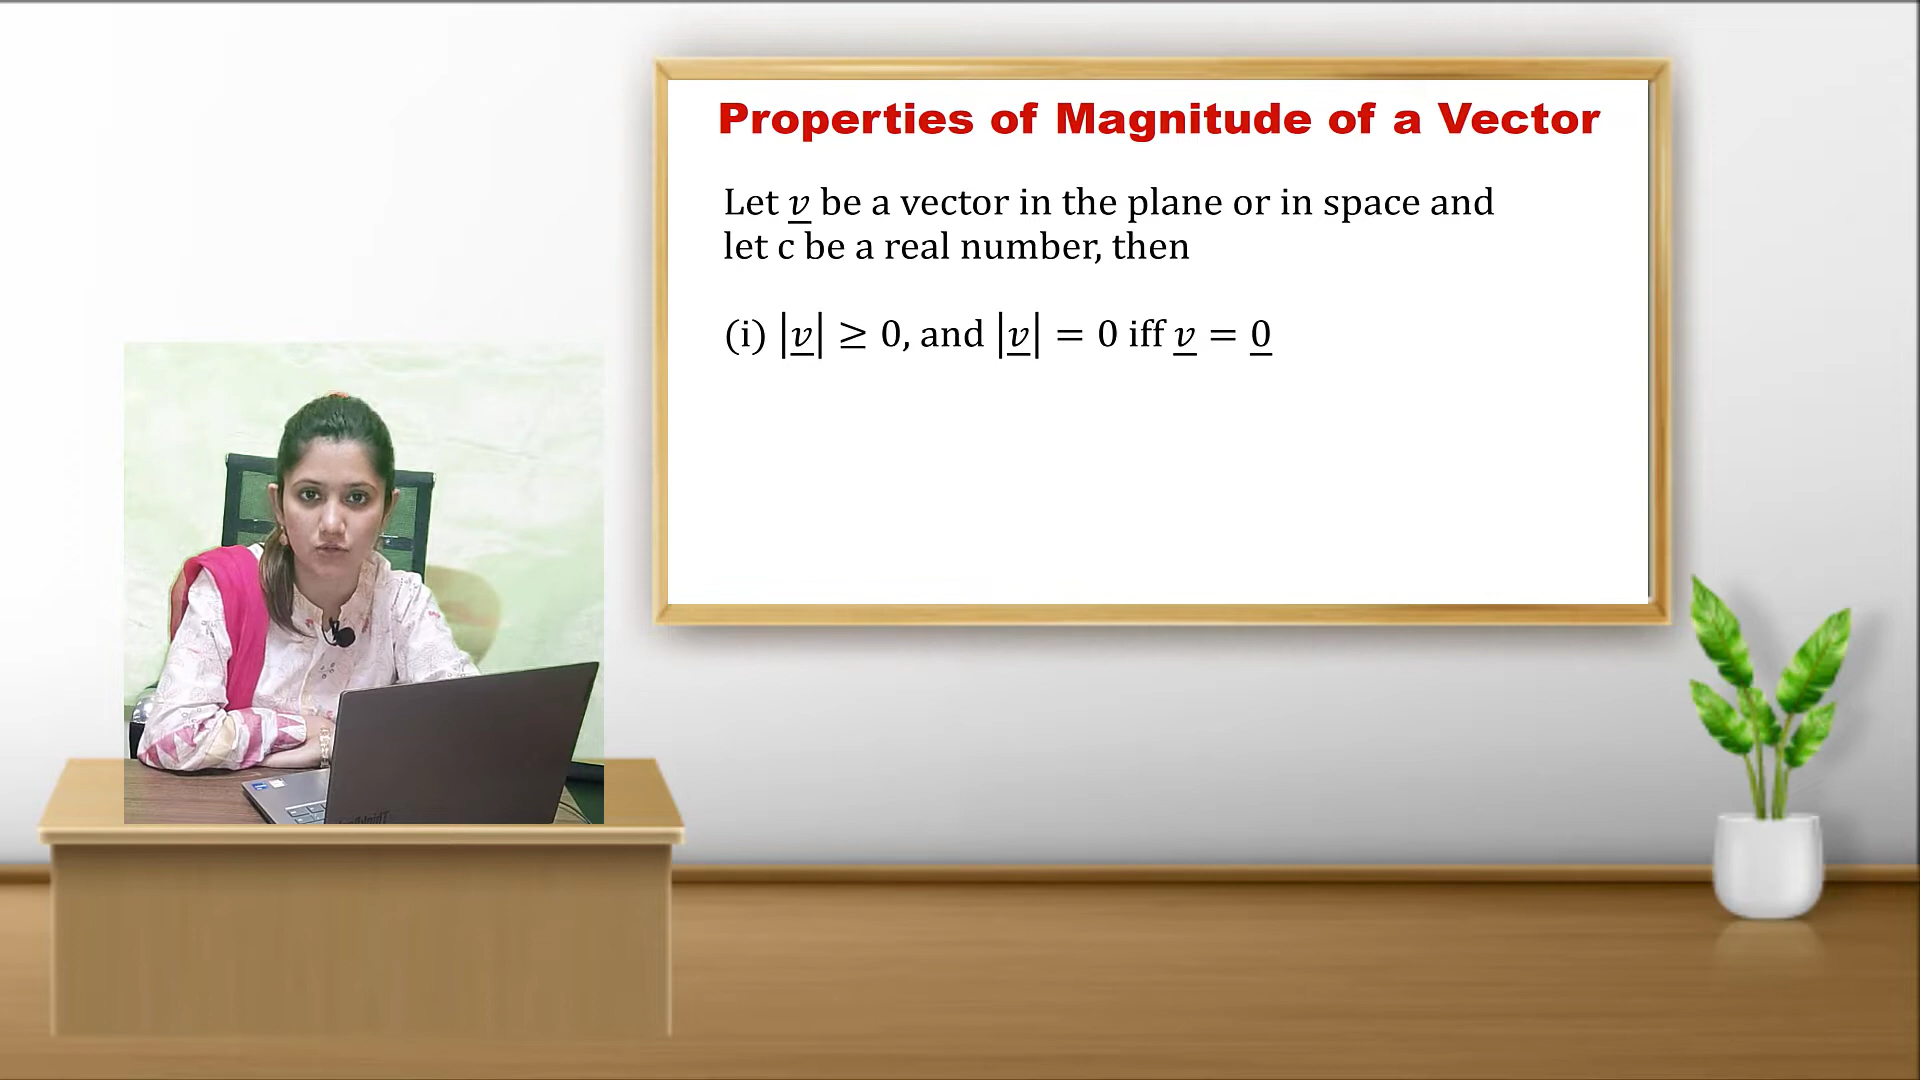 Properties of Magnitude of a Vector
Let v̲ be a vector in the plane or in space and
let c be a real number, then
(i) |v̲| ≥ 0, and |v̲| = 0 iff v̲ = 0̲